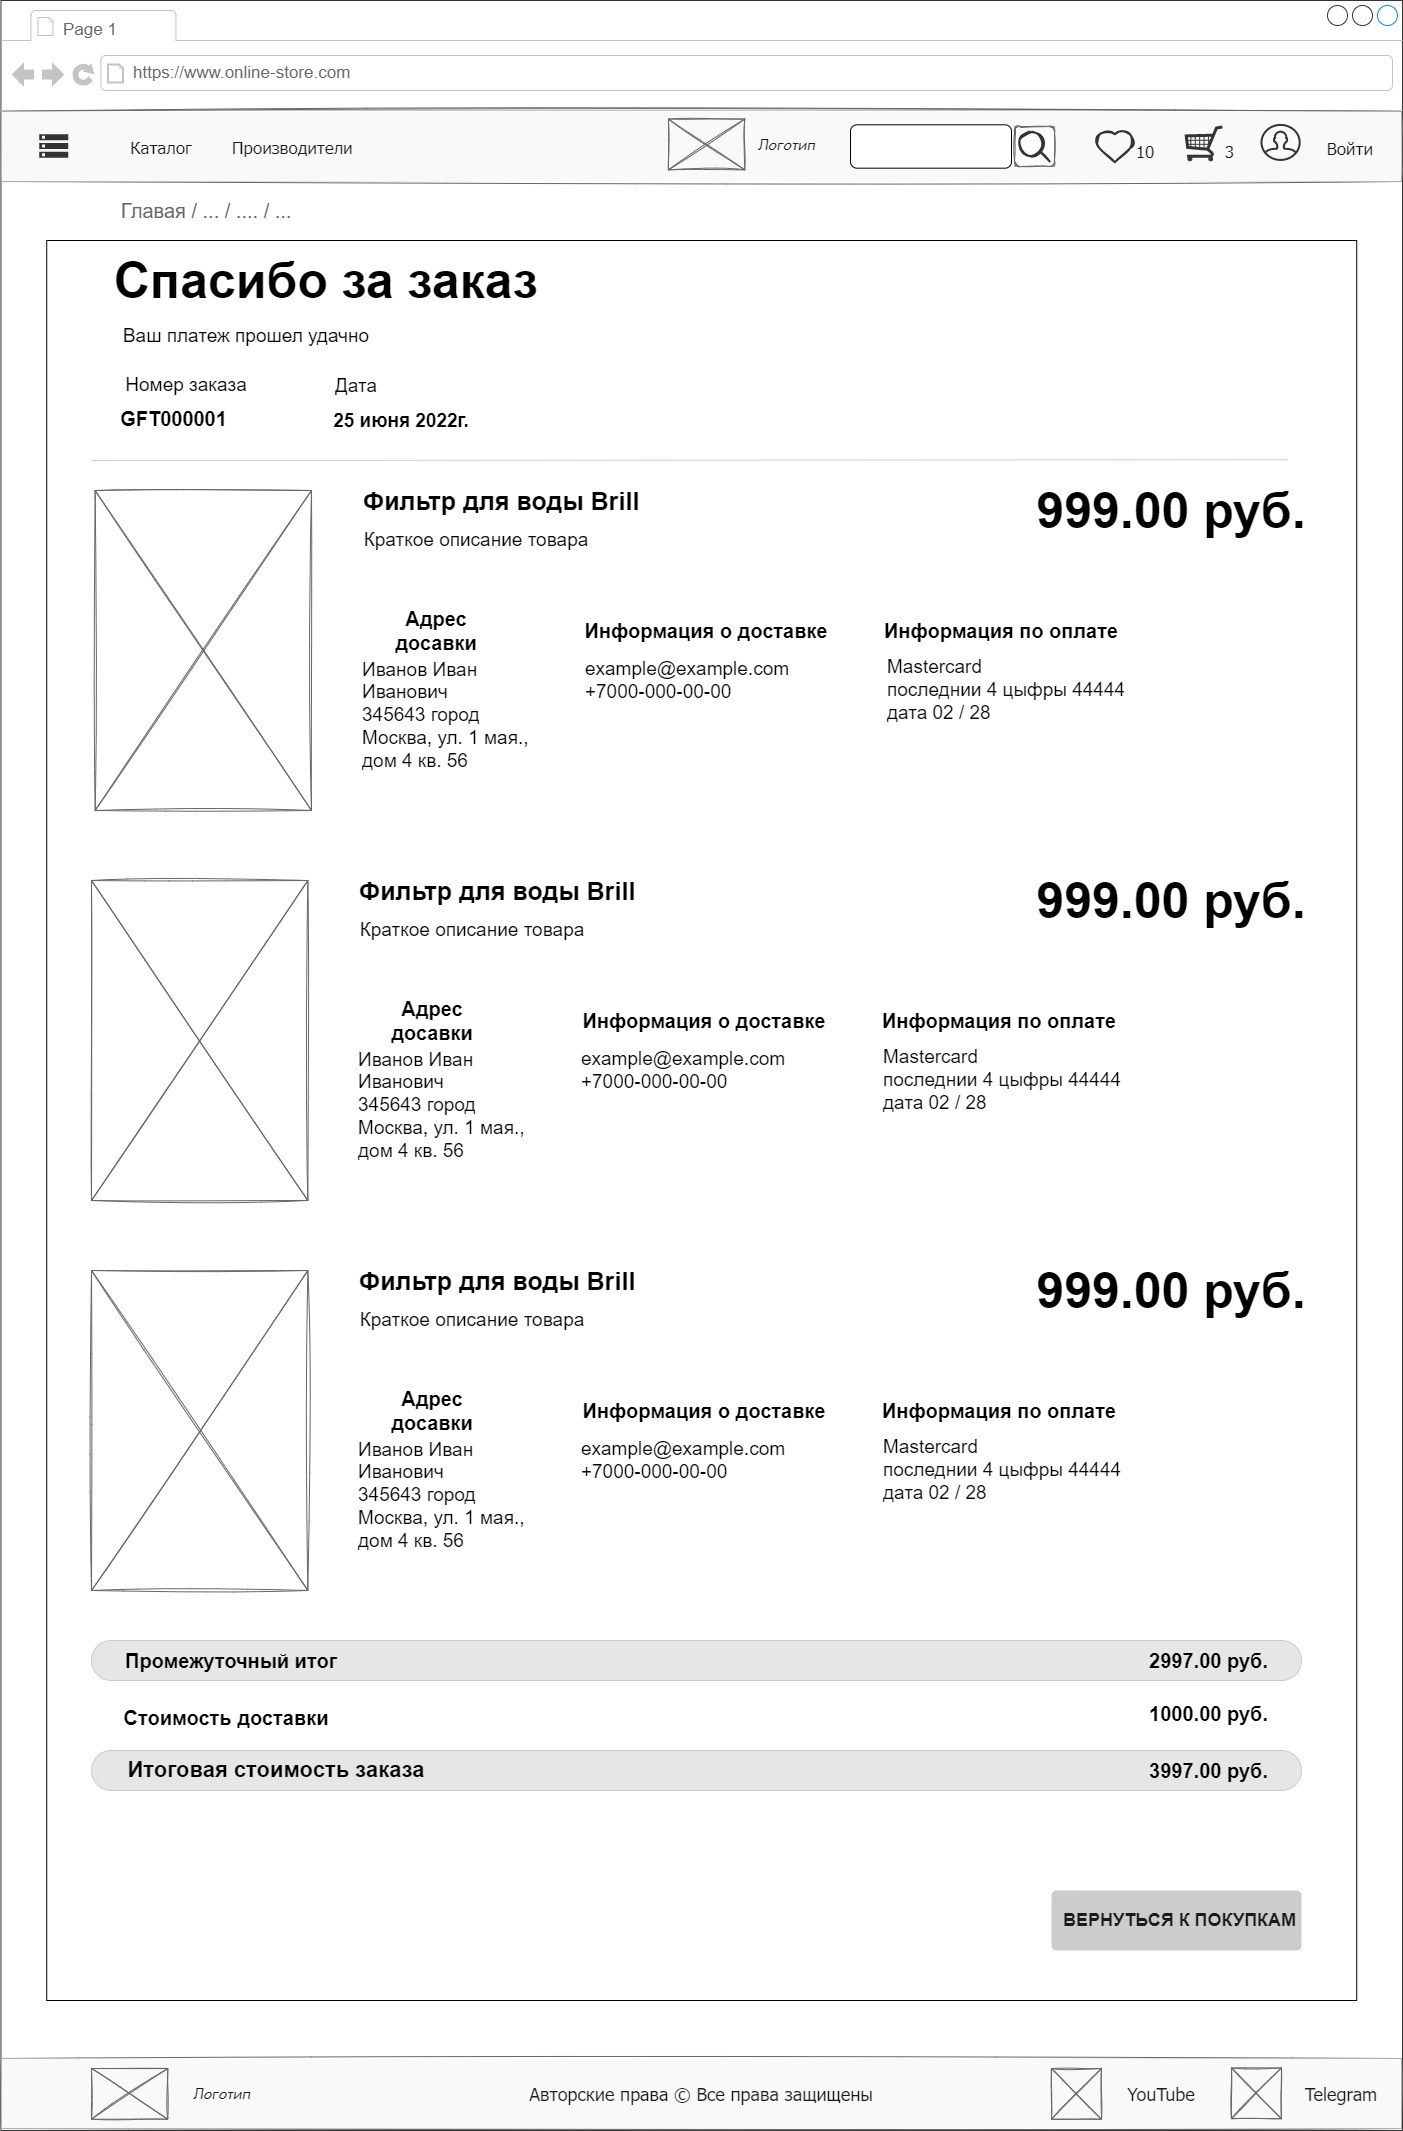 Page 1
https://www.online-store.com
Каталог
Производители
Логотип
10
3
Войти
Главая / ... / .... / ...
Спасибо за заказ
Ваш платеж прошел удачно
Номер заказа
Дата
GFT000001
25 июня 2022г.
Фильтр для воды Brill
999.00 руб.
Краткое описание товара
Адрес
досавки
Иванов Иван
Иванович
345643 город
Москва, ул. 1 мая.,
дом 4 кв. 56
Информация о доставке
example@example.com
+7000-000-00-00
Информация по оплате
Mastercard
последнии 4 цыфры 44444
дата 02 / 28
Фильтр для воды Brill
999.00 руб.
Краткое описание товара
Адрес
досавки
Иванов Иван
Иванович
345643 город
Москва, ул. 1 мая.,
дом 4 кв. 56
Информация о доставке
example@example.com
+7000-000-00-00
Информация по оплате
Mastercard
последнии 4 цыфры 44444
дата 02 / 28
Фильтр для воды Brill
999.00 руб.
Краткое описание товара
Адрес
досавки
Иванов Иван
Иванович
345643 город
Москва, ул. 1 мая.,
дом 4 кв. 56
Информация о доставке
example@example.com
+7000-000-00-00
Информация по оплате
Mastercard
последнии 4 цыфры 44444
дата 02 / 28
Промежуточный итог
2997.00 руб.
Стоимость доставки
1000.00 руб.
Итоговая стоимость заказа
3997.00 руб.
ВЕРНУТЬСЯ К ПОКУПКАМ
Логотип
Авторские права © Все права защищены
YouTube
Telegram